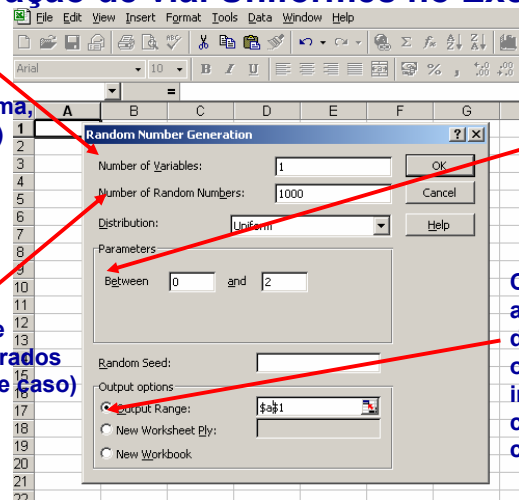 ação de v.a. Uniformes no Exc
File Edit View Insert Format Tools Data Window Help
Arial 10 B I U
=
A B C D E F G
ma,
)
1
2
3
4
5
6
7
8
9
10
11
12
13
14
15
16
17
18
19
20
21
22
Random Number Generation
Number of Variables: 1 OK
Number of Random Numbers: 1000 Cancel
Distribution: Uniform Help
Parameters
Between 0 and 2
Random Seed:
Output options
Output Range: $a$1
New Worksheet Ply:
New Workbook
e
rados
e caso)
O
a
d
c
in
c
c